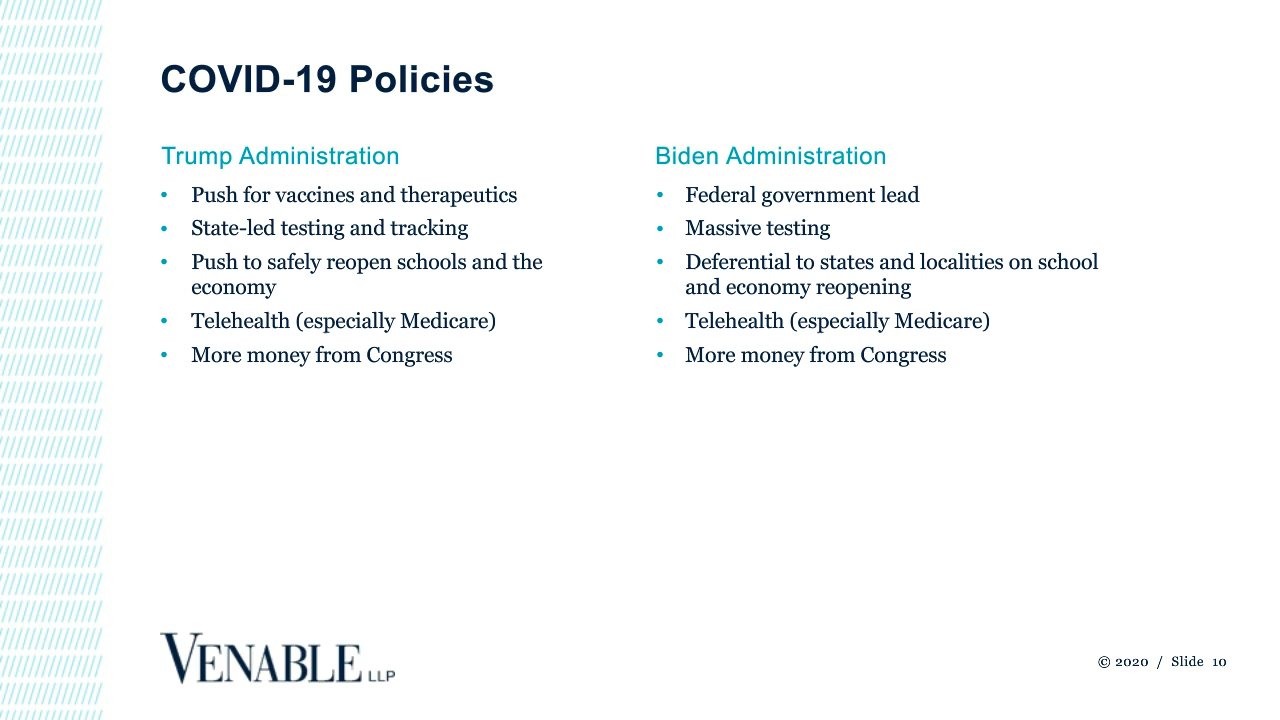 COVID-19 Policies
Trump Administration
• Push for vaccines and therapeutics
• State-led testing and tracking
• Push to safely reopen schools and the
economy
• Telehealth (especially Medicare)
• More money from Congress
Biden Administration
• Federal government lead
• Massive testing
• Deferential to states and localities on school
and economy reopening
• Telehealth (especially Medicare)
• More money from Congress
VENABLE LLP
© 2020 / Slide 10